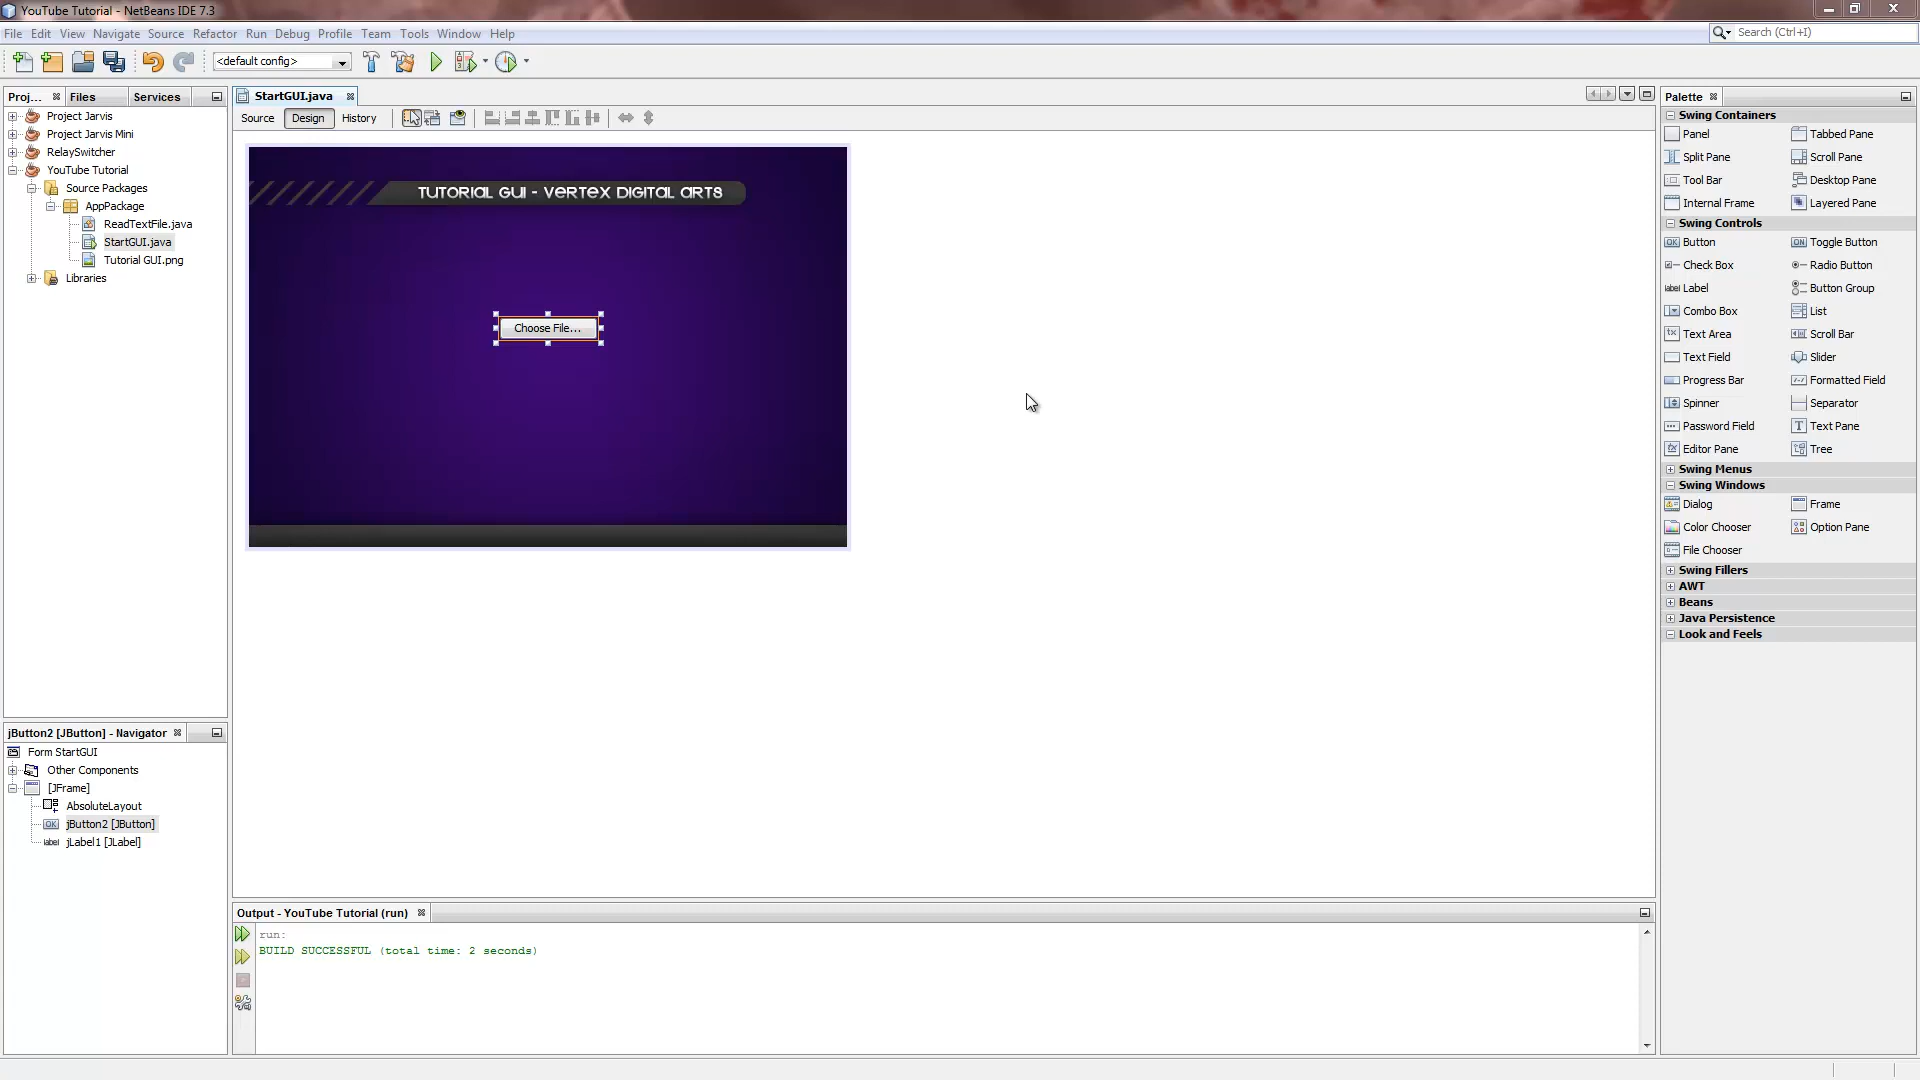 YouTube Tutorial - NetBeans IDE 7.3
File Edit View Navigate Source Refactor Run Debug Profile Team Tools Window Help
Search (Ctrl+I)
<default config>
Proj... Files Services
Project Jarvis
Project Jarvis Mini
RelaySwitcher
YouTube Tutorial
Source Packages
AppPackage
ReadTextFile.java
StartGUI.java
Tutorial GUI.png
Libraries
StartGUI.java
Source Design History
TUTORIAL GUI - VERTEX DIGITAL ARTS
Choose File...
Palette
Swing Containers
Panel Tabbed Pane
Split Pane Scroll Pane
Tool Bar Desktop Pane
Internal Frame Layered Pane
Swing Controls
OK Button ON Toggle Button
Check Box Radio Button
label Label Button Group
Combo Box List
Text Area Scroll Bar
Text Field Slider
Progress Bar Formatted Field
Spinner Separator
Password Field Text Pane
Editor Pane Tree
Swing Menus
Swing Windows
Dialog Frame
Color Chooser Option Pane
File Chooser
Swing Fillers
AWT
Beans
Java Persistence
Look and Feels
jButton2 [JButton] - Navigator
Form StartGUI
Other Components
[JFrame]
AbsoluteLayout
OK jButton2 [JButton]
label jLabel1 [JLabel]
Output - YouTube Tutorial (run)
run:
BUILD SUCCESSFUL (total time: 2 seconds)